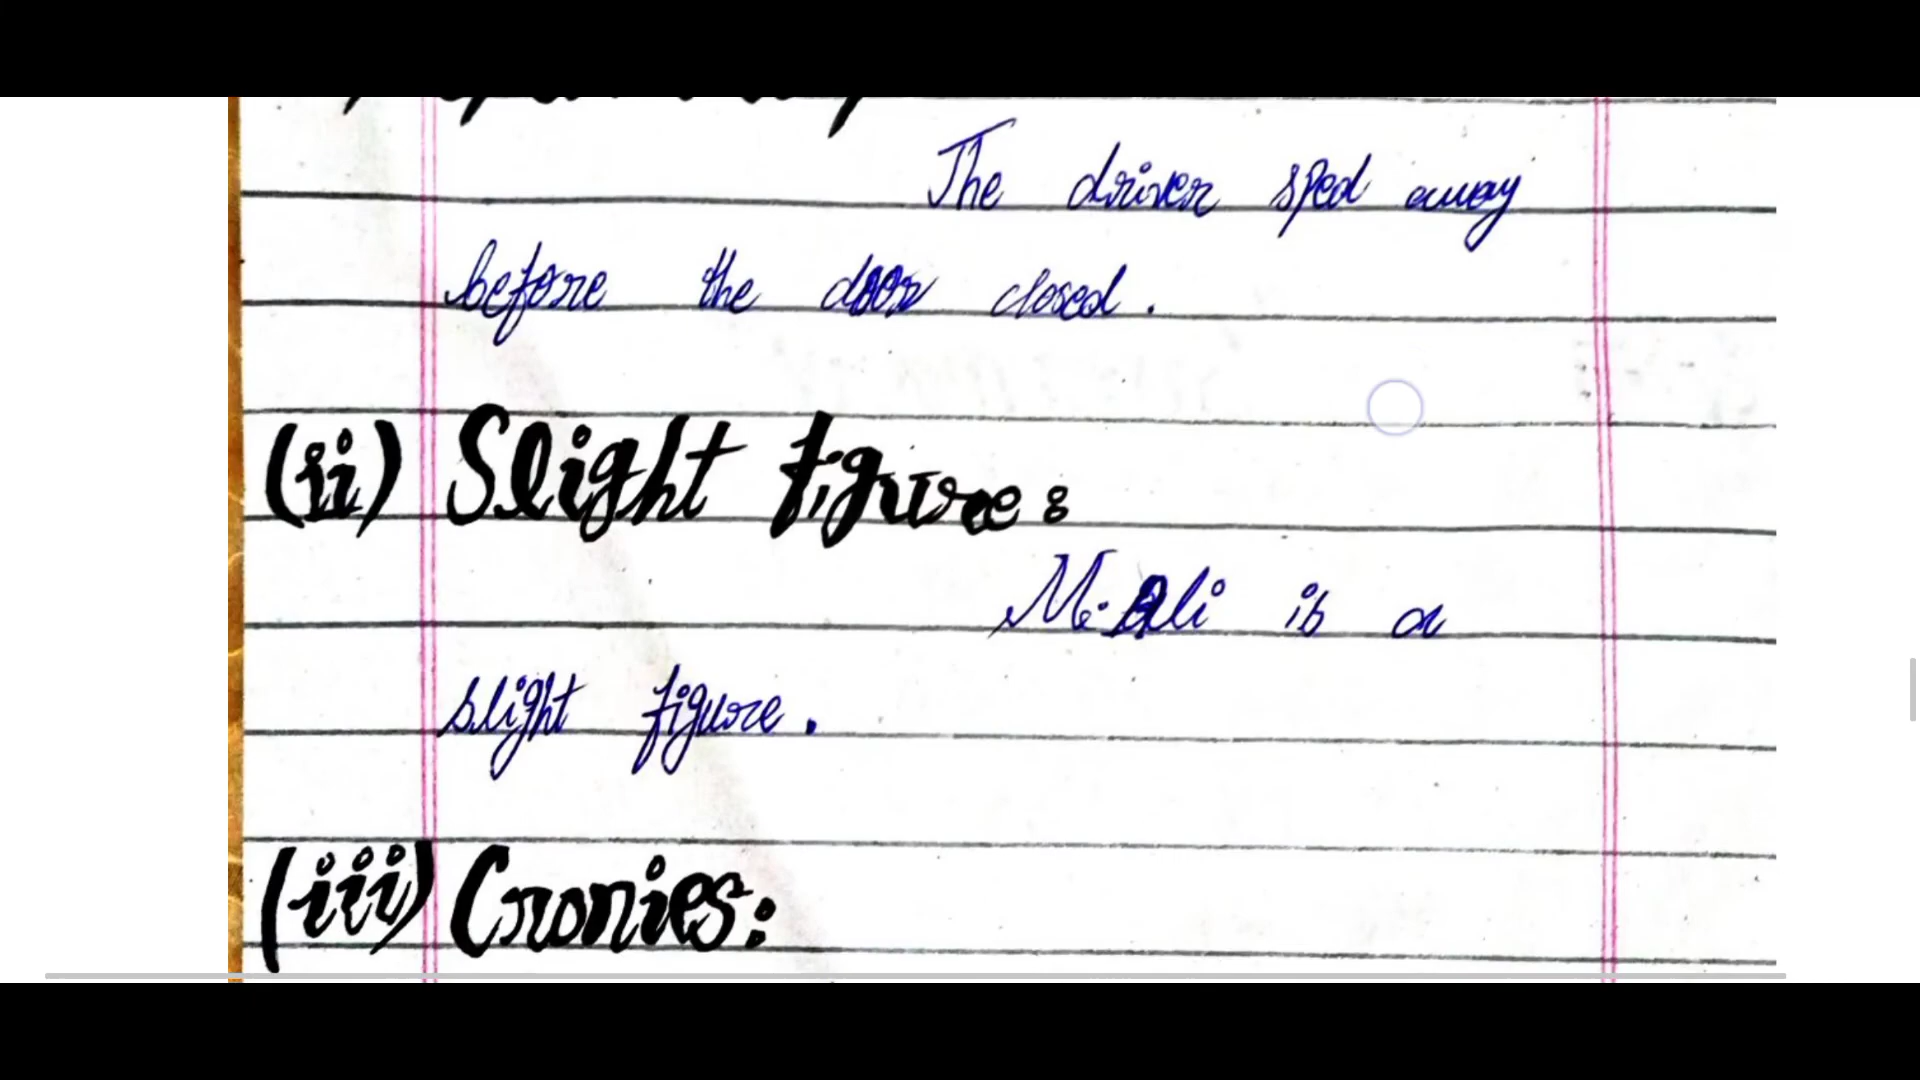 The driver sped away
before the door closed.
(ii) Slight figure:
M. Ali is a
slight figure.
(iii) Cronies: